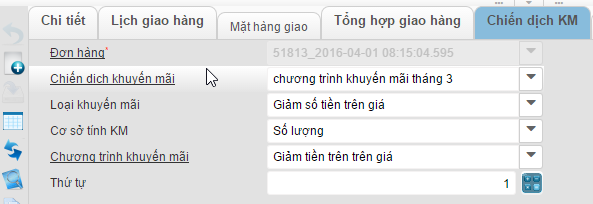 Chi tiết Lịch giao hàng Mặt hàng giao Tổng hợp giao hàng Chiến dịch KM
Đơn hàng* 51813_2016-04-01 08:15:04.595
Chiến dich khuyến mãi chương trình khuyến mãi tháng 3
Loại khuyến mãi Giảm số tiền trên giá
Cơ sở tính KM Số lượng
Chương trình khuyến mãi Giảm tiền trên trên giá
Thứ tự 1